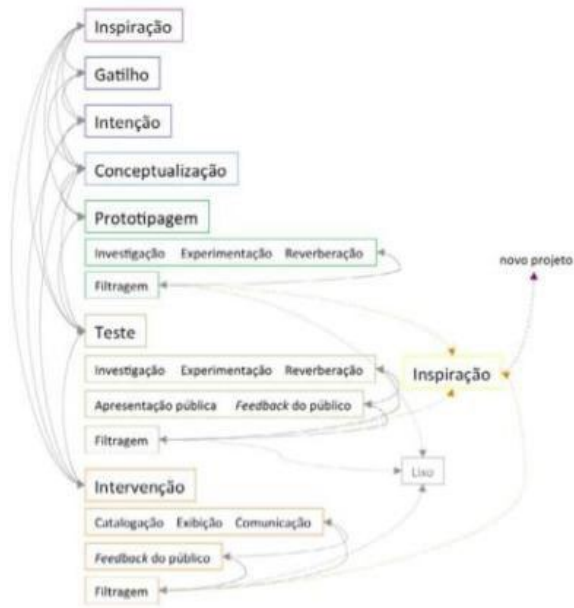 Inspiração
Gatilho
Intenção
Conceptualização
Prototipagem
Investigação Experimentação Reverberação
Filtragem
novo projeto
Teste
Investigação Experimentação Reverberação
Inspiração
Apresentação pública Feedback do público
Filtragem
Lixo
Intervenção
Catalogação Exibição Comunicação
Feedback do público
Filtragem